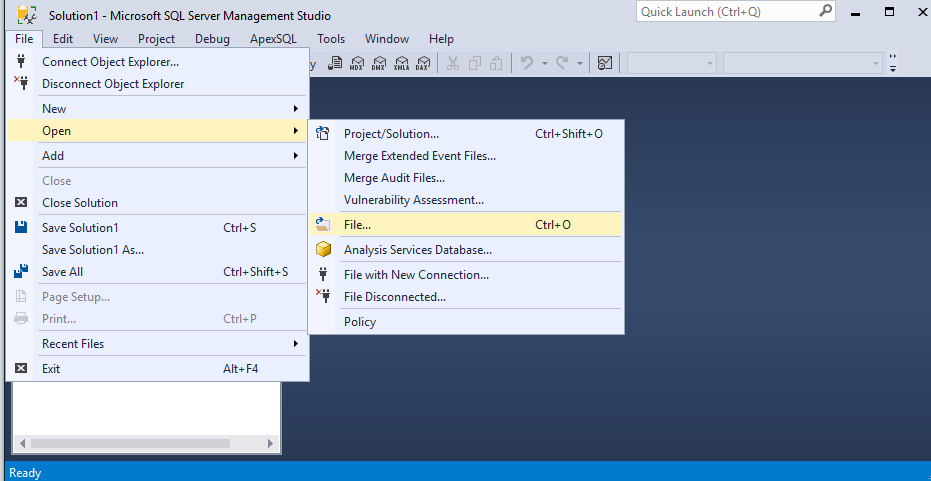 Solution1 - Microsoft SQL Server Management Studio
Quick Launch (Ctrl+Q)
File Edit View Project Debug ApexSQL Tools Window Help
MDX DMX XMLA DAX
Connect Object Explorer...
Disconnect Object Explorer
New
Open
Add
Close
Close Solution
Save Solution1 Ctrl+S
Save Solution1 As...
Save All Ctrl+Shift+S
Page Setup...
Print... Ctrl+P
Recent Files
Exit Alt+F4
Project/Solution... Ctrl+Shift+O
Merge Extended Event Files...
Merge Audit Files...
Vulnerability Assessment...
File... Ctrl+O
Analysis Services Database...
File with New Connection...
File Disconnected...
Policy
Ready